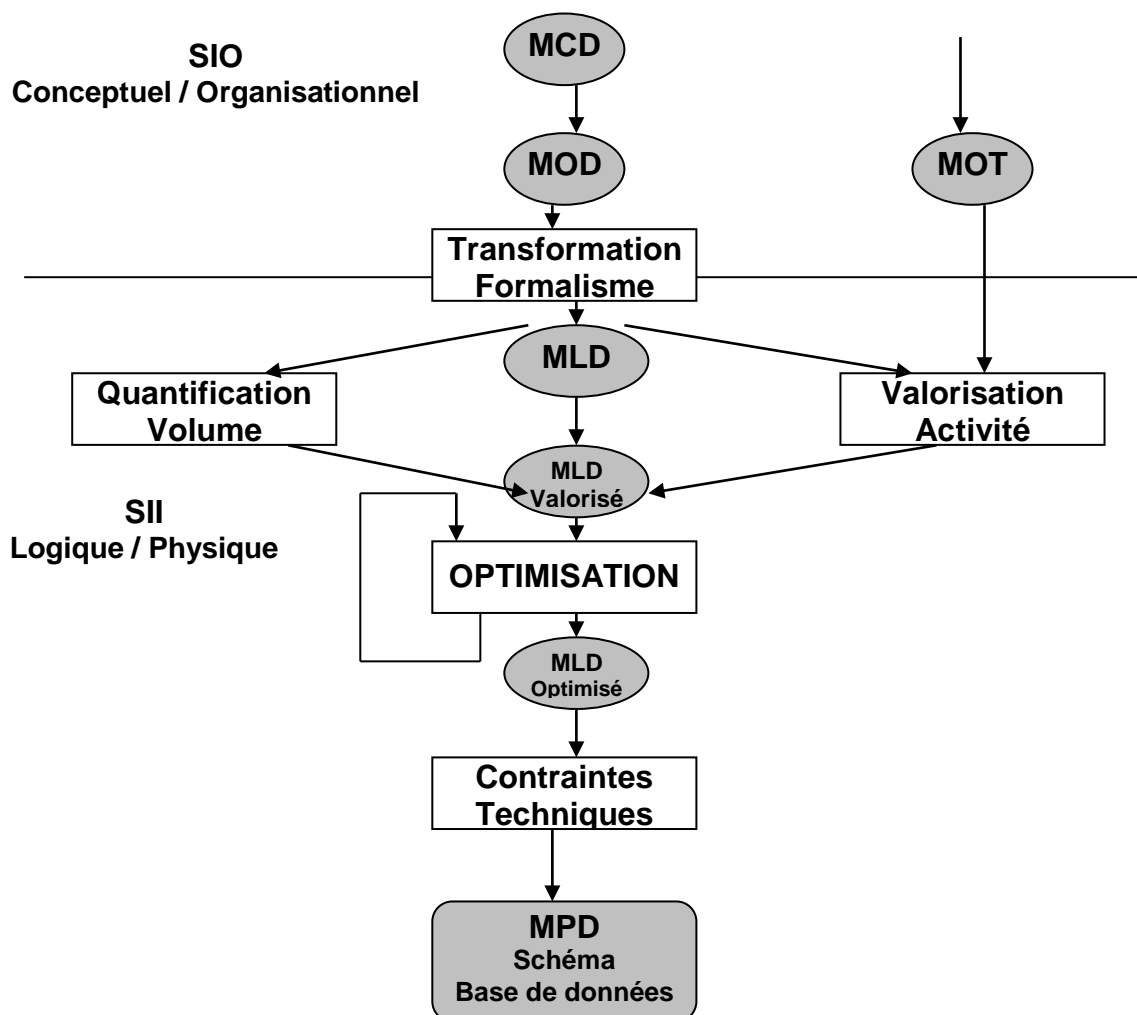 SIO
Conceptuel / Organisationnel
MCD
MOD
MOT
Transformation
Formalisme
MLD
Quantification
Volume
Valorisation
Activité
MLD
Valorisé
SII
Logique / Physique
OPTIMISATION
MLD
Optimisé
Contraintes
Techniques
MPD
Schéma
Base de données